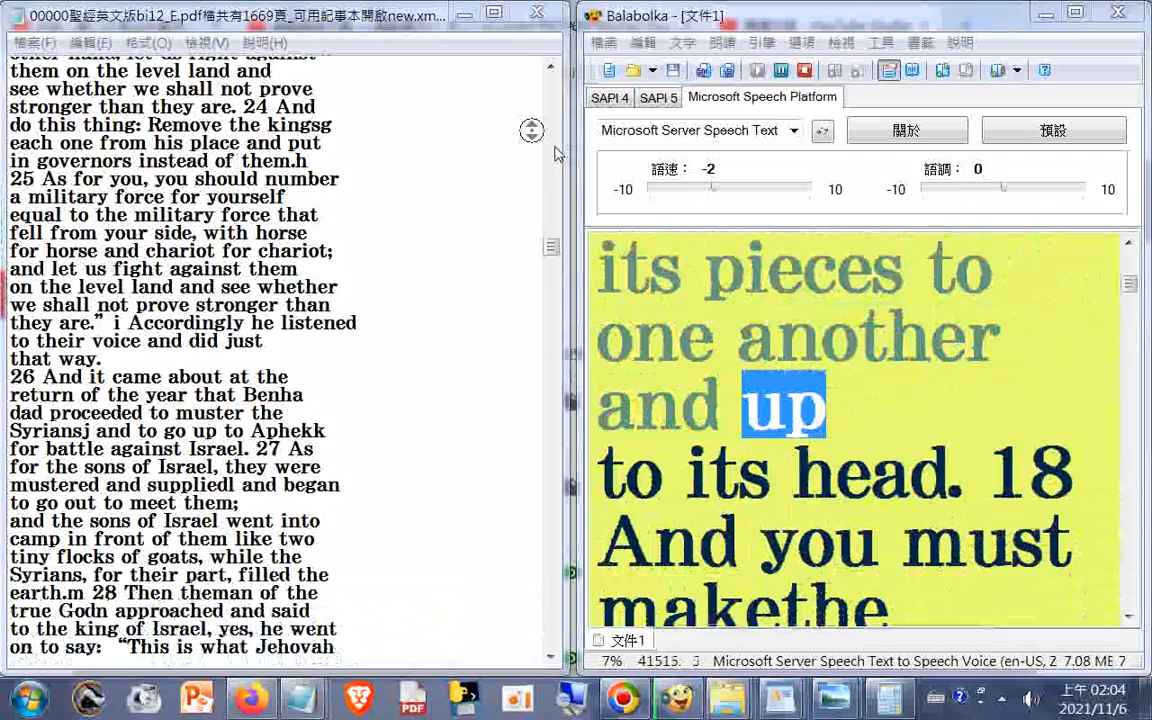 00000聖經英文版bi12_E.pdf檔共有1669頁_可用記事本開啟new.xm...
檔案(F) 編輯(E) 格式(O) 檢視(V) 說明(H)
them on the level land and
see whether we shall not prove
stronger than they are. 24 And
do this thing: Remove the kingsg
each one from his place and put
in governors instead of them.h
25 As for you, you should number
a military force for yourself
equal to the military force that
fell from your side, with horse
for horse and chariot for chariot;
and let us fight against them
on the level land and see whether
we shall not prove stronger than
they are.” i Accordingly he listened
to their voice and did just
that way.
26 And it came about at the
return of the year that Benha
dad proceeded to muster the
Syriansj and to go up to Aphekk
for battle against Israel. 27 As
for the sons of Israel, they were
mustered and suppliedl and began
to go out to meet them;
and the sons of Israel went into
camp in front of them like two
tiny flocks of goats, while the
Syrians, for their part, filled the
earth.m 28 Then theman of the
true Godn approached and said
to the king of Israel, yes, he went
on to say: “This is what Jehovah
Balabolka - [文件1]
檔案 編輯 文字 朗讀 引擎 選項 檢視 工具 書籤 說明
SAPI 4 SAPI 5 Microsoft Speech Platform
Microsoft Server Speech Text 關於 預設
語速： -2 語調： 0
-10 10 -10 10
its pieces to
one another
and up
to its head. 18
And you must
makethe
文件1
7% 41515. Microsoft Server Speech Text to Speech Voice (en-US, 2 7.08 ME 7
PDF
上午 02:04
2021/11/6